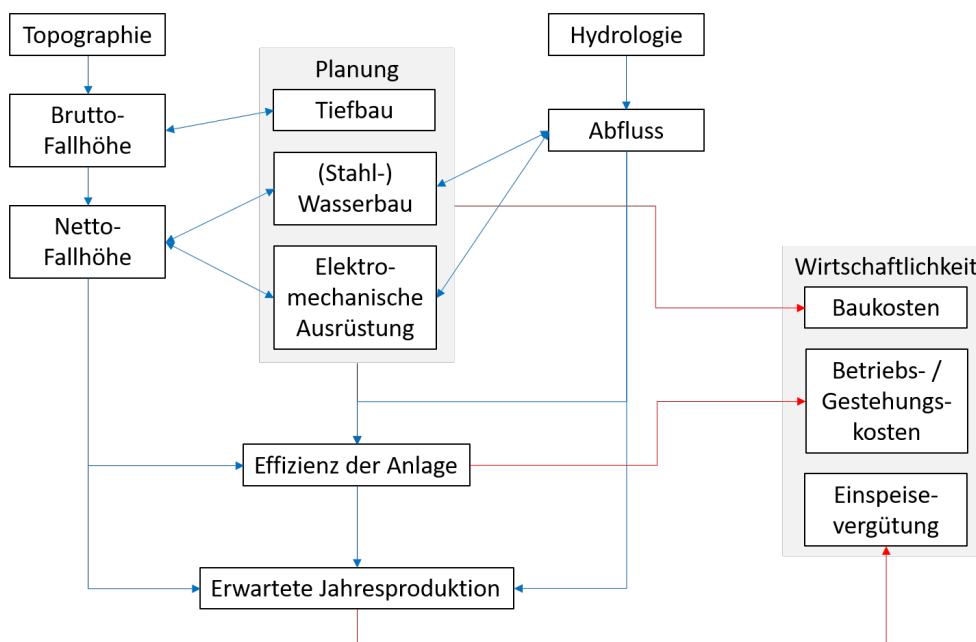 Topographie
Hydrologie
Planung
Brutto-
Fallhöhe
Tiefbau
Abfluss
(Stahl-)
Wasserbau
Netto-
Fallhöhe
Elektro-
mechanische
Ausrüstung
Wirtschaftlichkeit
Baukosten
Betriebs- /
Gestehungs-
kosten
Effizienz der Anlage
Einspeise-
vergütung
Erwartete Jahresproduktion